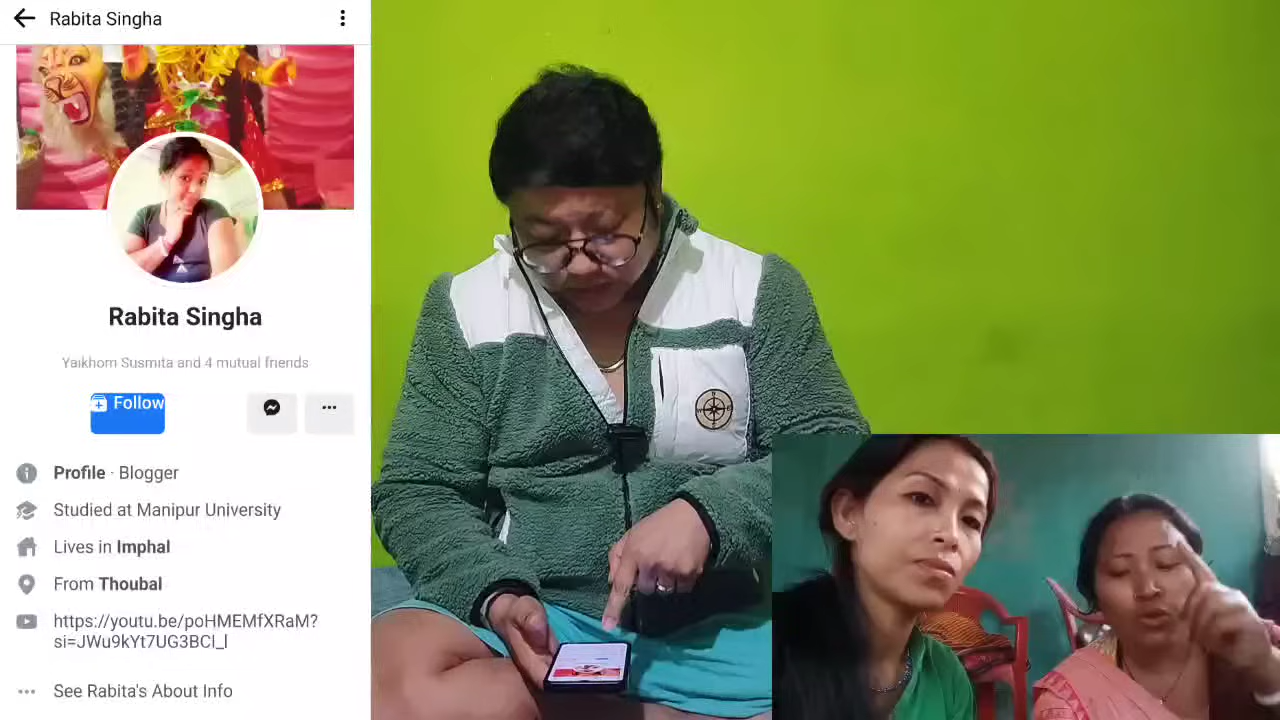 Rabita Singha
Rabita Singha
Yaikhom Susmita and 4 mutual friends
Follow
Profile · Blogger
Studied at Manipur University
Lives in Imphal
From Thoubal
https://youtu.be/poHMEMfXRaM?
si=JWu9kYt7UG3BCl_l
See Rabita's About Info